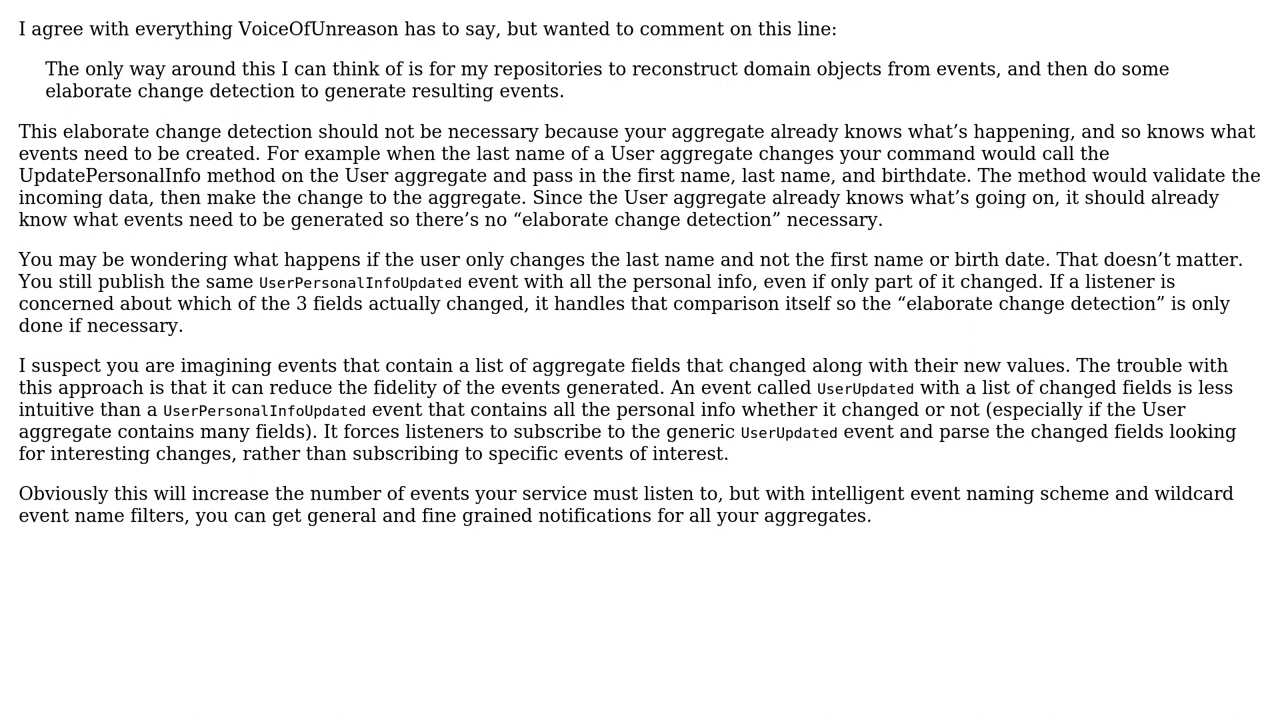 I agree with everything VoiceOfUnreason has to say, but wanted to comment on this line:
The only way around this I can think of is for my repositories to reconstruct domain objects from events, and then do some
elaborate change detection to generate resulting events.
This elaborate change detection should not be necessary because your aggregate already knows what’s happening, and so knows what
events need to be created. For example when the last name of a User aggregate changes your command would call the
UpdatePersonalInfo method on the User aggregate and pass in the first name, last name, and birthdate. The method would validate the
incoming data, then make the change to the aggregate. Since the User aggregate already knows what’s going on, it should already
know what events need to be generated so there’s no “elaborate change detection” necessary.
You may be wondering what happens if the user only changes the last name and not the first name or birth date. That doesn’t matter.
You still publish the same UserPersonalInfoUpdated event with all the personal info, even if only part of it changed. If a listener is
concerned about which of the 3 fields actually changed, it handles that comparison itself so the “elaborate change detection” is only
done if necessary.
I suspect you are imagining events that contain a list of aggregate fields that changed along with their new values. The trouble with
this approach is that it can reduce the fidelity of the events generated. An event called UserUpdated with a list of changed fields is less
intuitive than a UserPersonalInfoUpdated event that contains all the personal info whether it changed or not (especially if the User
aggregate contains many fields). It forces listeners to subscribe to the generic UserUpdated event and parse the changed fields looking
for interesting changes, rather than subscribing to specific events of interest.
Obviously this will increase the number of events your service must listen to, but with intelligent event naming scheme and wildcard
event name filters, you can get general and fine grained notifications for all your aggregates.